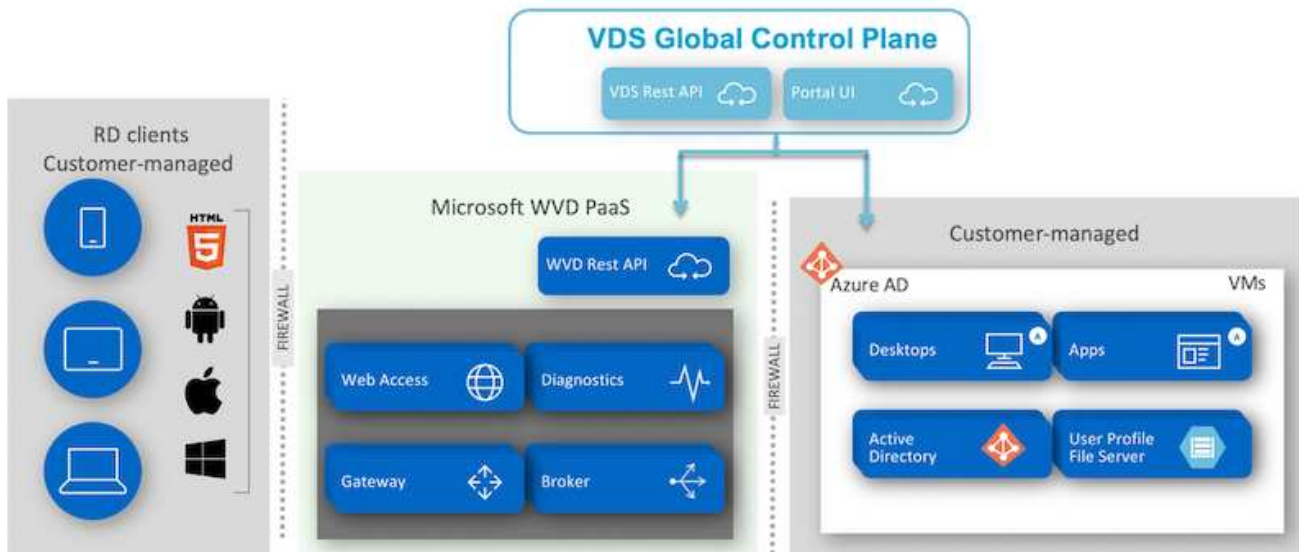 VDS Global Control Plane
VDS Rest API
Portal UI
RD clients
Customer-managed
HTML
5
FIREWALL
Microsoft WVD PaaS
WVD Rest API
Web Access
Diagnostics
Gateway
Broker
FIREWALL
Customer-managed
Azure AD
VMs
Desktops
A
Apps
A
Active
Directory
User Profile
File Server